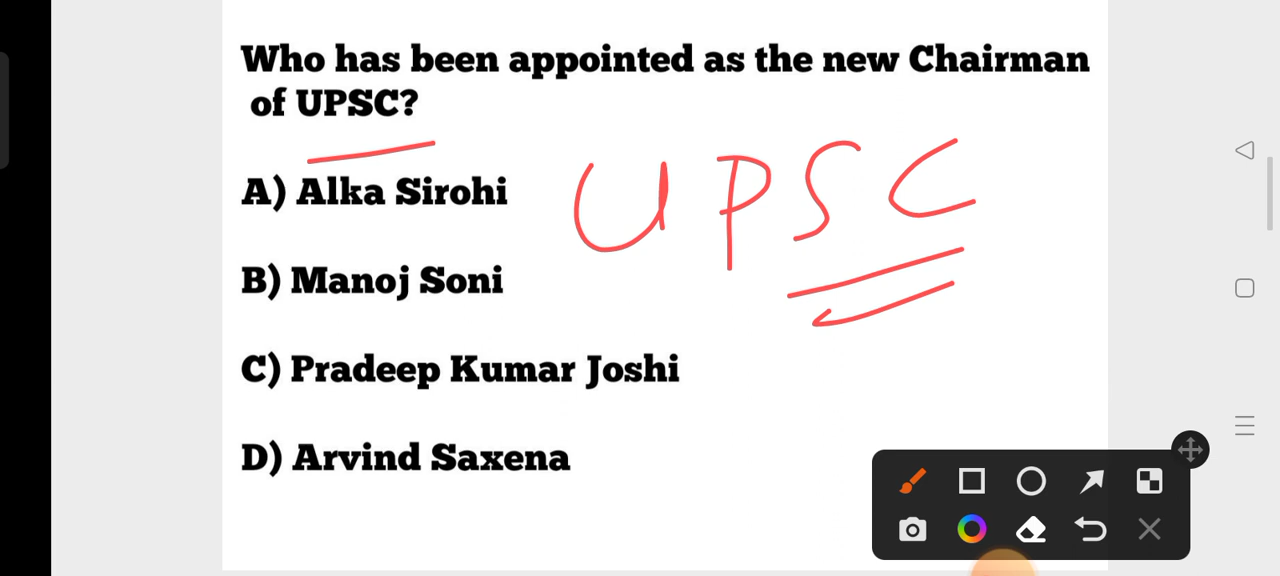 Who has been appointed as the new Chairman
of UPSC?
A) Alka Sirohi
UPSC
B) Manoj Soni
C) Pradeep Kumar Joshi
D) Arvind Saxena